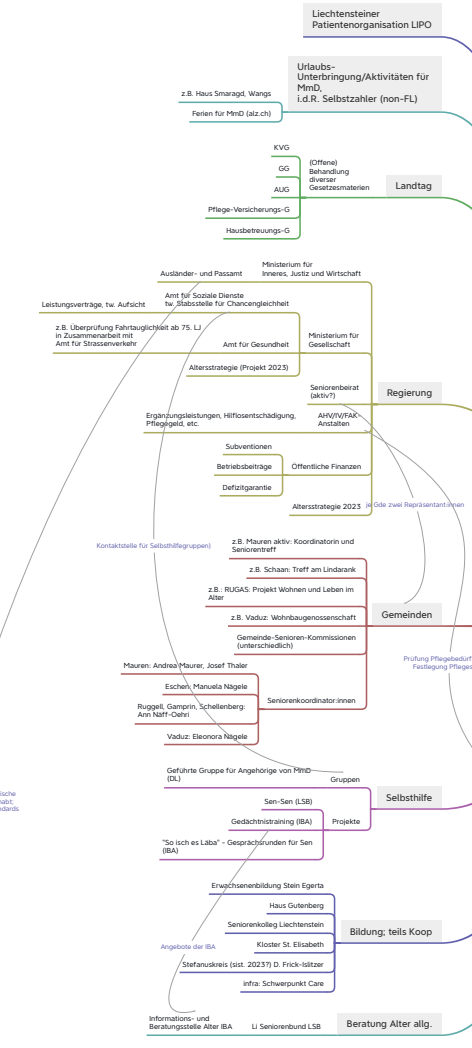 Liechtensteiner
Patientenorganisation LIPO
Urlaubs-
Unterbringung/Aktivitäten für
MmD,
i.d.R. Selbstzahler (non-FL)
z.B. Haus Smaragd, Wangs
Ferien für MmD (alz.ch)
Landtag
(Offene)
Behandlung
diverser
Gesetzesmaterien
KVG
GG
AUG
Pflege-Versicherungs-G
Hausbetreuungs-G
Regierung
Ministerium für
Inneres, Justiz und Wirtschaft
Ausländer- und Passamt
Ministerium für
Gesellschaft
Amt für Soziale Dienste
tw. Stabsstelle für Chancengleichheit
Leistungsverträge, tw. Aufsicht
Amt für Gesundheit
z.B. Überprüfung Fahrtauglichkeit ab 75. LJ
in Zusammenarbeit mit
Amt für Strassenverkehr
Altersstrategie (Projekt 2023)
Seniorenbeirat
(aktiv?)
AHV/IV/FAK-
Anstalten
Ergänzungsleistungen, Hilflosentschädigung,
Pflegegeld, etc.
Öffentliche Finanzen
Subventionen
Betriebsbeiträge
Defizitgarantie
Altersstrategie 2023
je Gde zwei Repräsentant:innen
Kontaktstelle für Selbsthilfegruppen)
Gemeinden
z.B. Mauren aktiv: Koordinatorin und
Seniorentreff
z.B. Schaan: Treff am Lindarank
z.B.: RUGAS: Projekt Wohnen und Leben im
Alter
z.B. Vaduz: Wohnbaugenossenschaft
Gemeinde-Senioren-Kommissionen
(unterschiedlich)
Seniorenkoordinator:innen
Mauren: Andrea Maurer, Josef Thaler
Eschen: Manuela Nägele
Ruggell, Gamprin, Schellenberg:
Ann Näff-Oehri
Vaduz: Eleonora Nägele
Prüfung Pflegebedürf
Festlegung Pfleges
Selbsthilfe
Gruppen
Geführte Gruppe für Angehörige von MmD
(DL)
Projekte
Sen-Sen (LSB)
Gedächtnistraining (IBA)
"So isch es Läba" - Gesprächsrunden für Sen
(IBA)
ische
habt;
ndards
Bildung; teils Koop
Erwachsenenbildung Stein Egerta
Haus Gutenberg
Seniorenkolleg Liechtenstein
Kloster St. Elisabeth
Stefanuskreis (sist. 2023?) D. Frick-Islitzer
infra: Schwerpunkt Care
Angebote der IBA
Beratung Alter allg.
Li Seniorenbund LSB
Informations- und
Beratungsstelle Alter IBA